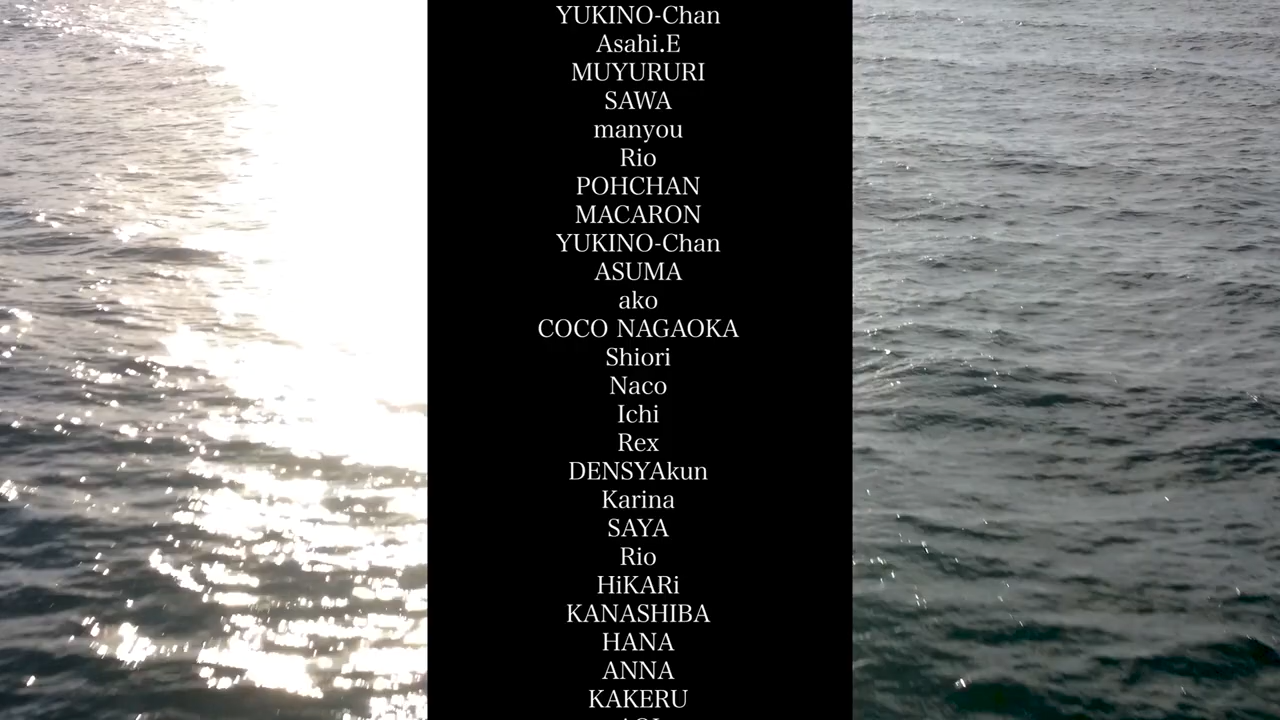 YUKINO-Chan
Asahi.E
MUYURURI
SAWA
manyou
Rio
POHCHAN
MACARON
YUKINO-Chan
ASUMA
ako
COCO NAGAOKA
Shiori
Naco
Ichi
Rex
DENSYAkun
Karina
SAYA
Rio
HiKARi
KANASHIBA
HANA
ANNA
KAKERU